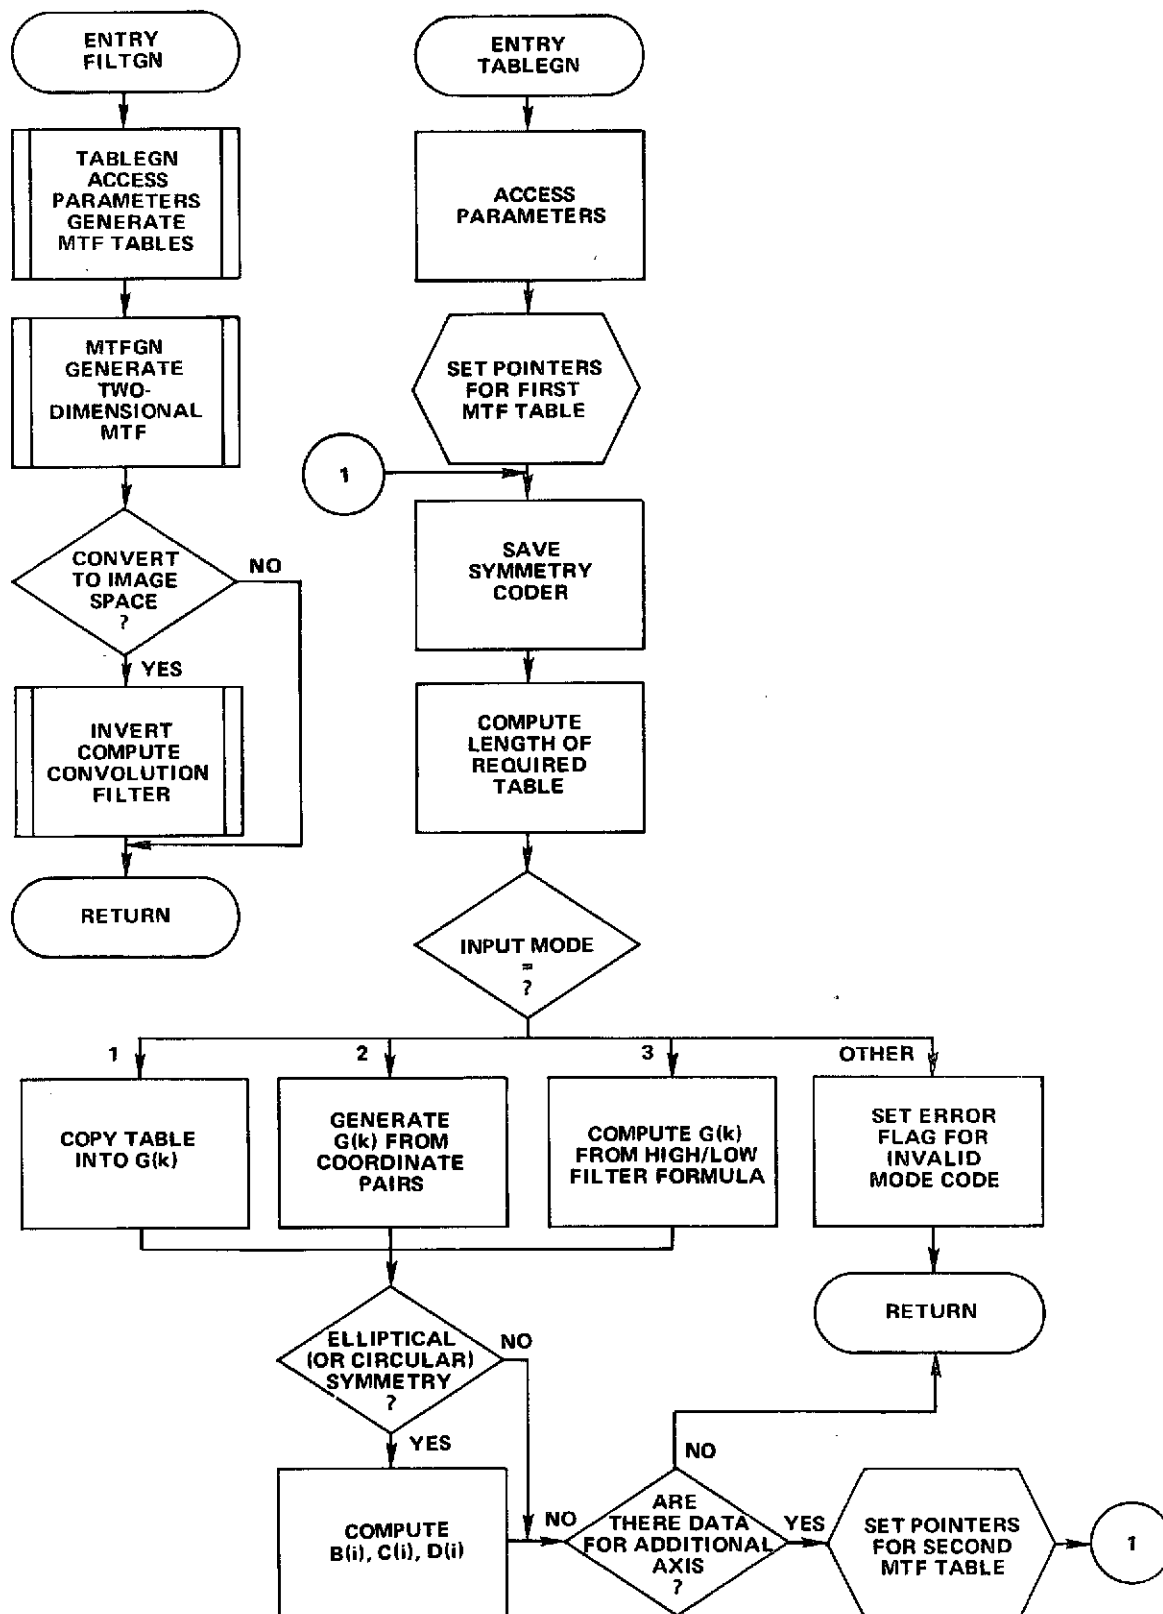 ENTRY
FILTGN
TABLEGN
ACCESS
PARAMETERS
GENERATE
MTF TABLES
MTFGN
GENERATE
TWO-
DIMENSIONAL
MTF
CONVERT
TO IMAGE
SPACE
?
NO
YES
INVERT
COMPUTE
CONVOLUTION
FILTER
RETURN
ENTRY
TABLEGN
ACCESS
PARAMETERS
SET POINTERS
FOR FIRST
MTF TABLE
1
SAVE
SYMMETRY
CODER
COMPUTE
LENGTH OF
REQUIRED
TABLE
INPUT MODE
=
?
1
2
3
OTHER
COPY TABLE
INTO G(k)
GENERATE
G(k) FROM
COORDINATE
PAIRS
COMPUTE G(k)
FROM HIGH/LOW
FILTER FORMULA
SET ERROR
FLAG FOR
INVALID
MODE CODE
RETURN
ELLIPTICAL
(OR CIRCULAR)
SYMMETRY
?
NO
YES
COMPUTE
B(i), C(i), D(i)
NO
ARE
THERE DATA
FOR ADDITIONAL
AXIS
?
NO
YES
SET POINTERS
FOR SECOND
MTF TABLE
1